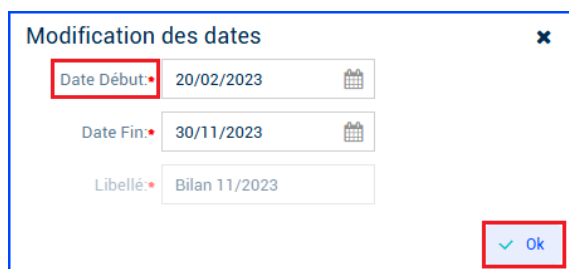 Modification des dates
Date Début:• 20/02/2023
Date Fin:• 30/11/2023
Libellé:• Bilan 11/2023
Ok